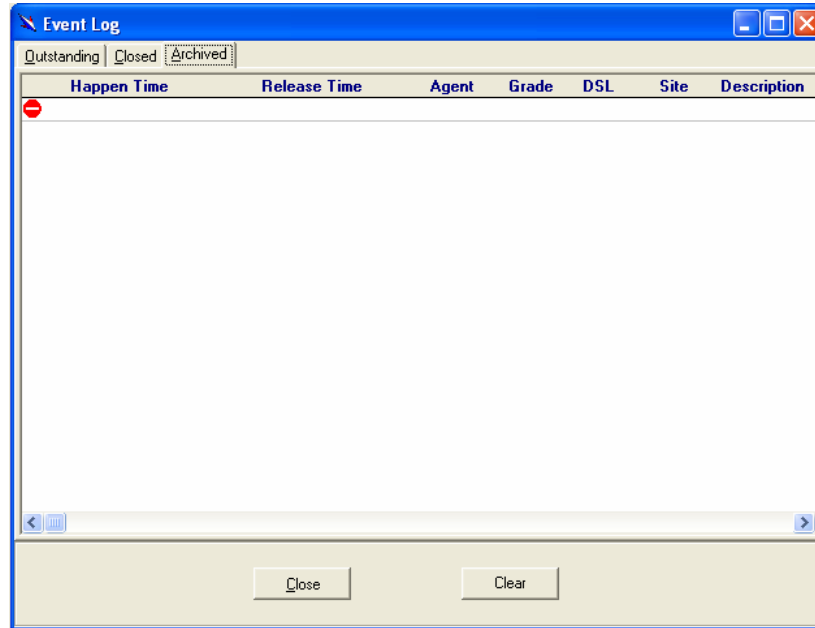 Event Log
Outstanding Closed Archived
Happen Time Release Time Agent Grade DSL Site Description
Close Clear